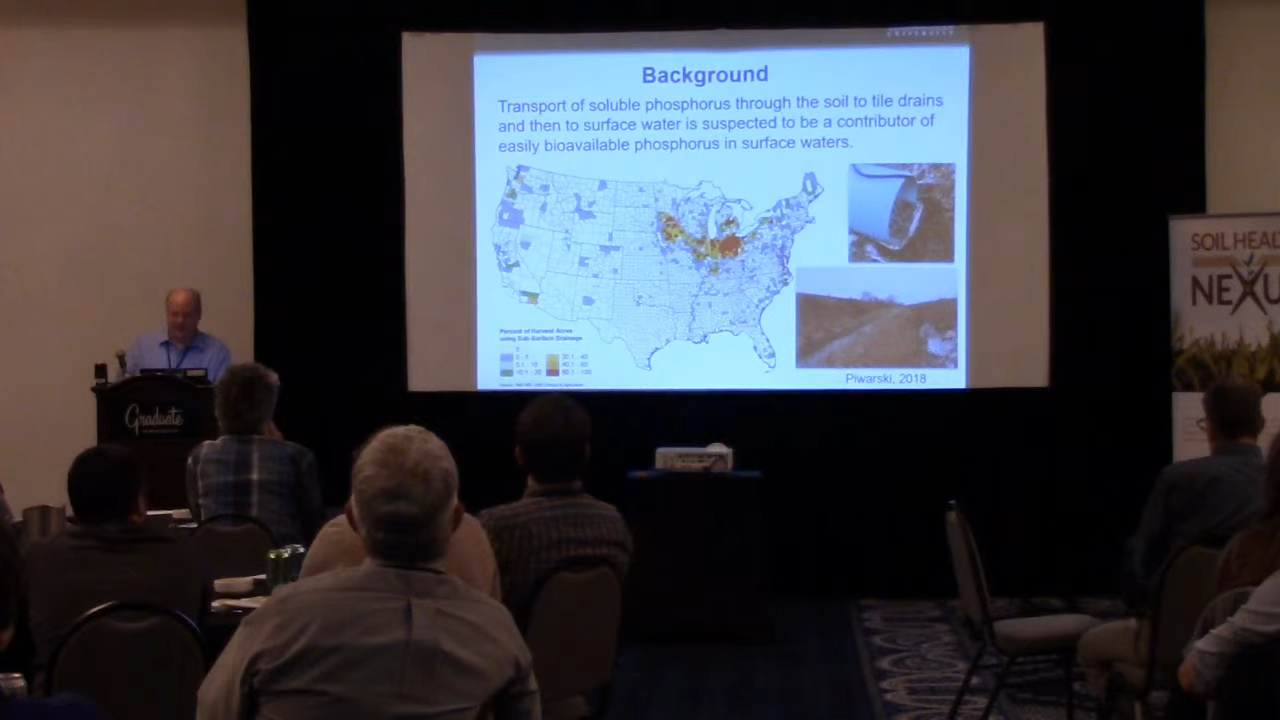 UNIVERSITY
Background
Transport of soluble phosphorus through the soil to tile drains
and then to surface water is suspected to be a contributor of
easily bioavailable phosphorus in surface waters.
Percent of Harvest Acres
using Sub-Surface Drainage
Piwarski, 2018
Graduate
SOIL HEAL
NEXU